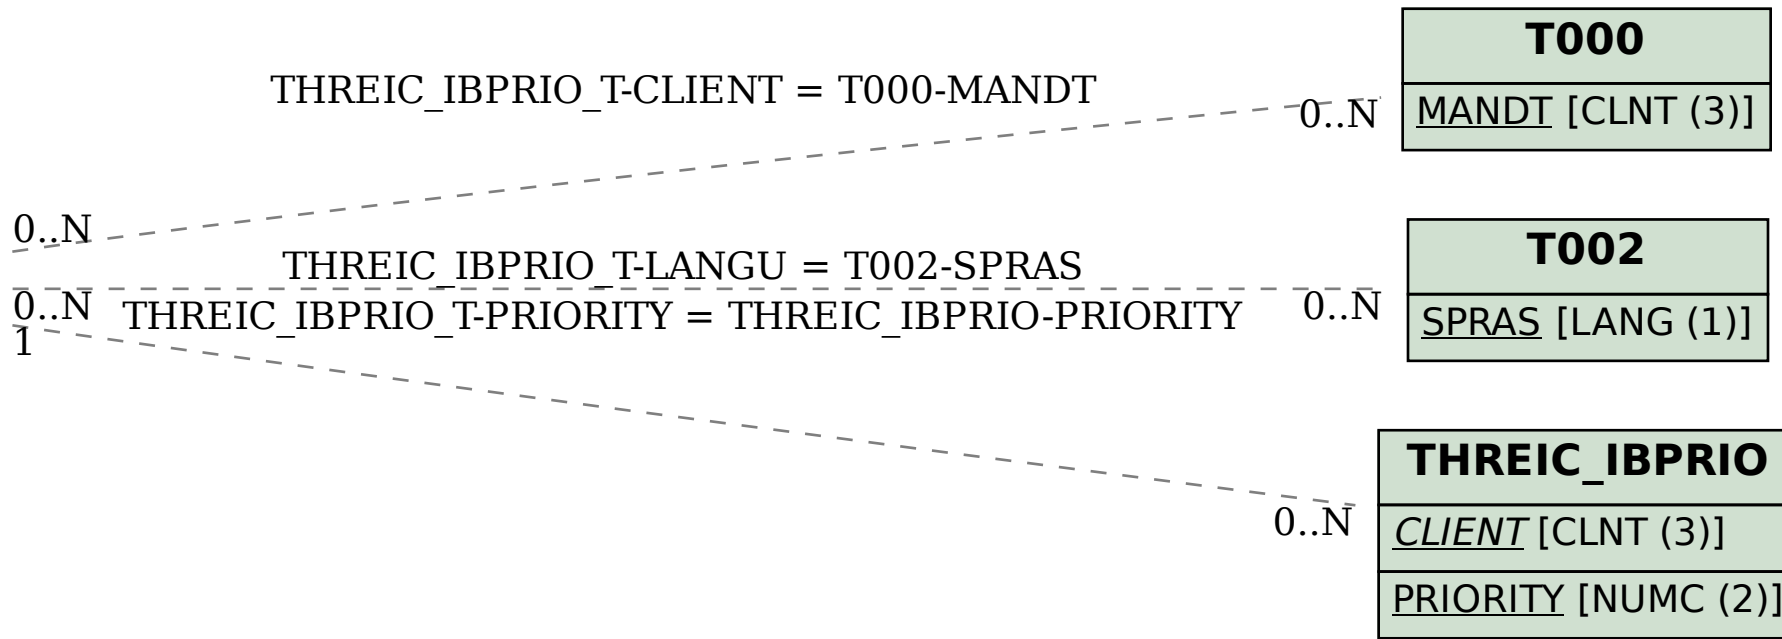 T000
THREIC_IBPRIO_T-CLIENT = T000-MANDT
0..N
MANDT [CLNT (3)]
0..N
T002
THREIC_IBPRIO_T-LANGU = T002-SPRAS
0..N
0..N
SPRAS [LANG (1)]
THREIC_IBPRIO_T-PRIORITY = THREIC_IBPRIO-PRIORITY
1
THREIC_IBPRIO
0..N
CLIENT [CLNT (3)]
PRIORITY [NUMC (2)]